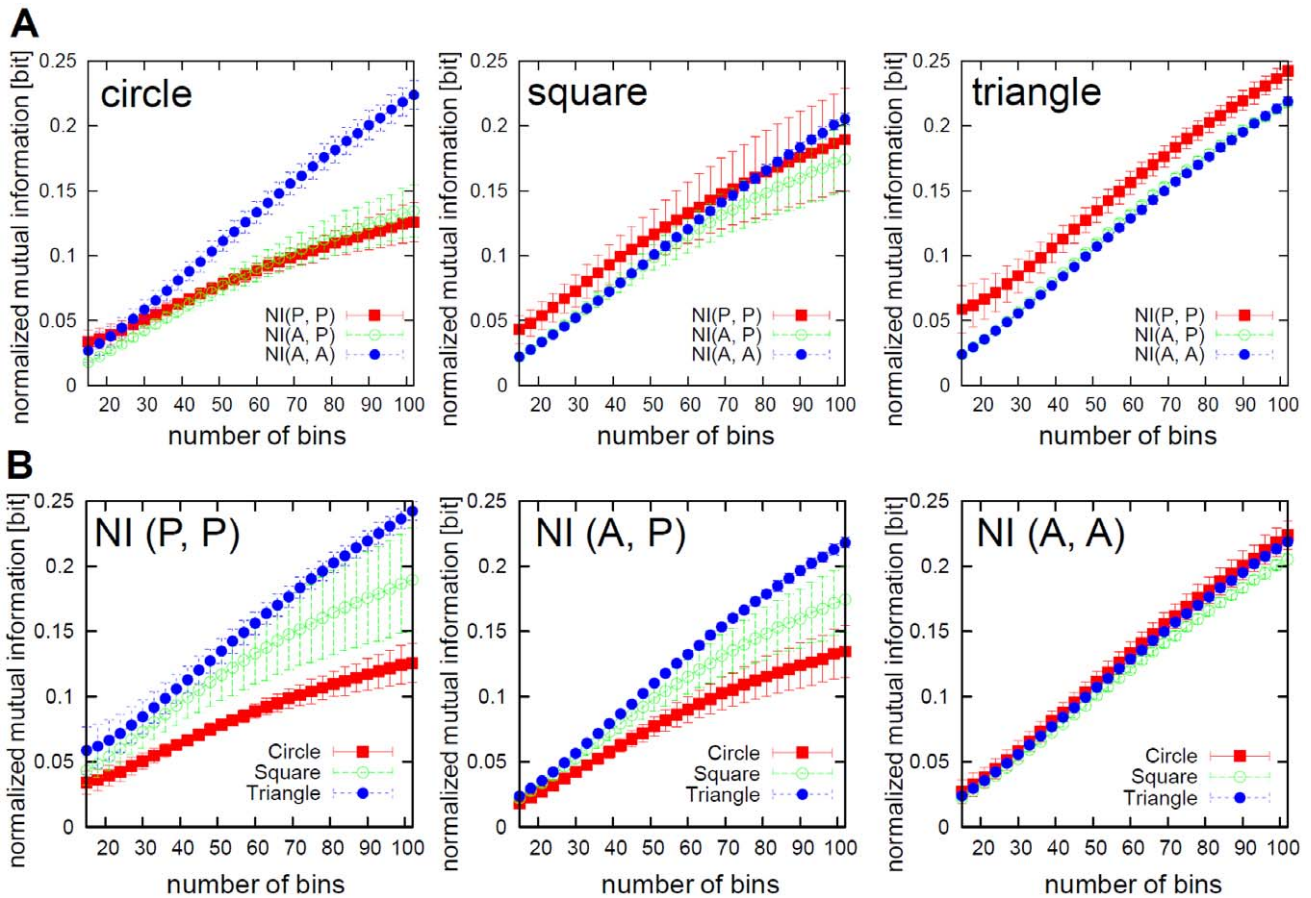 A
normalized mutual information [bit]
0.25
0.2
0.15
0.1
0.05
0
circle
NI(P, P)
NI(A, P)
NI(A, A)
20 30 40 50 60 70 80 90 100
number of bins
normalized mutual information [bit]
0.25
0.2
0.15
0.1
0.05
0
square
NI(P, P)
NI(A, P)
NI(A, A)
20 30 40 50 60 70 80 90 100
number of bins
normalized mutual information [bit]
0.25
0.2
0.15
0.1
0.05
0
triangle
NI(P, P)
NI(A, P)
NI(A, A)
20 30 40 50 60 70 80 90 100
number of bins
B
normalized mutual information [bit]
0.25
0.2
0.15
0.1
0.05
0
NI (P, P)
Circle
Square
Triangle
20 30 40 50 60 70 80 90 100
number of bins
normalized mutual information [bit]
0.25
0.2
0.15
0.1
0.05
0
NI (A, P)
Circle
Square
Triangle
20 30 40 50 60 70 80 90 100
number of bins
normalized mutual information [bit]
0.25
0.2
0.15
0.1
0.05
0
NI (A, A)
Circle
Square
Triangle
20 30 40 50 60 70 80 90 100
number of bins